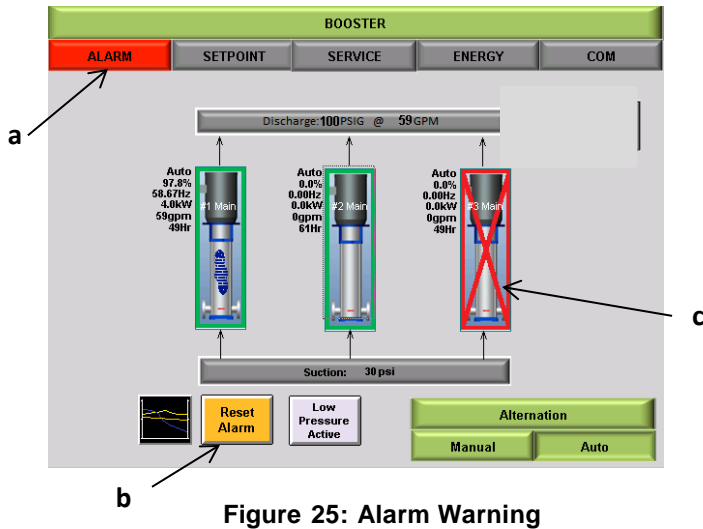 BOOSTER
ALARM SETPOINT SERVICE ENERGY COM
a
Discharge:100PSIG @ 59GPM
Auto
97.8%
58.67Hz
4.0kW
59gpm
49Hr
#1 Main
Auto
0.0%
0.00Hz
0.0kW
0gpm
61Hr
#2 Main
Auto
0.0%
0.00Hz
0.0kW
0gpm
49Hr
#3 Main
c
Suction: 30 psi
Reset
Alarm
Low
Pressure
Active
Alternation
Manual Auto
b
Figure 25: Alarm Warning